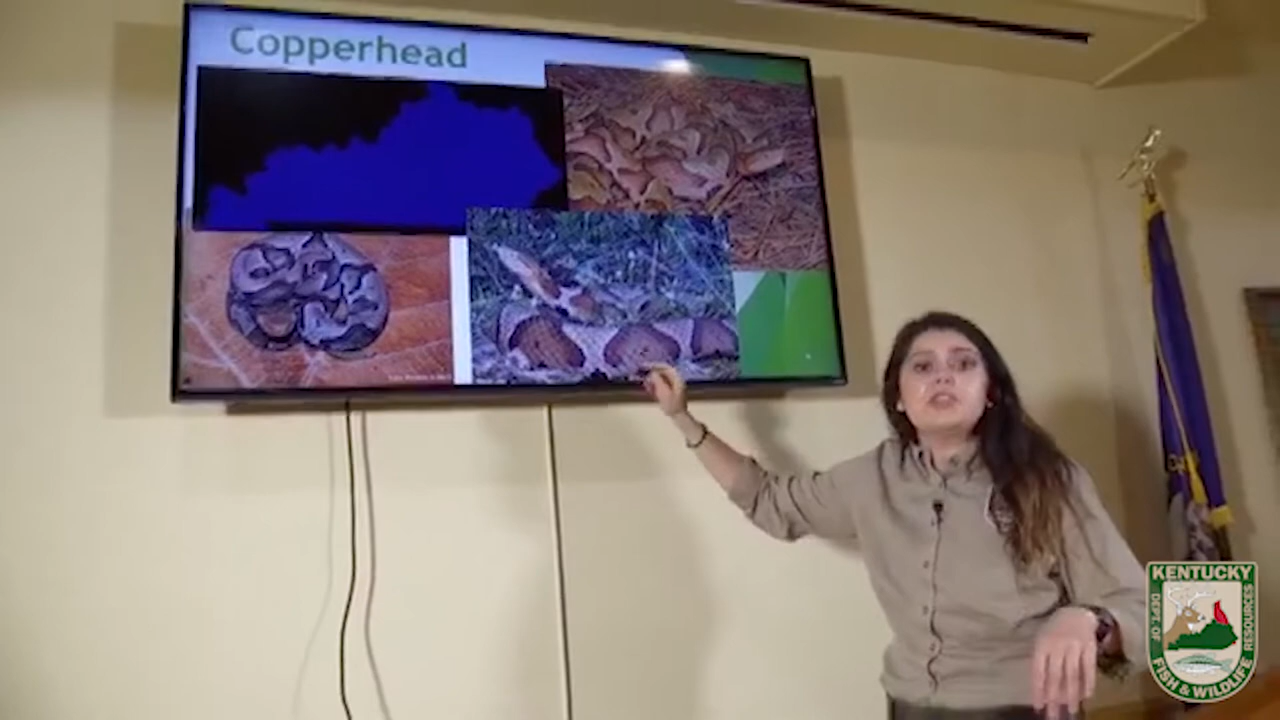 Copperhead
KENTUCKY
DEPT. OF
FISH & WILDLIFE
RESOURCES